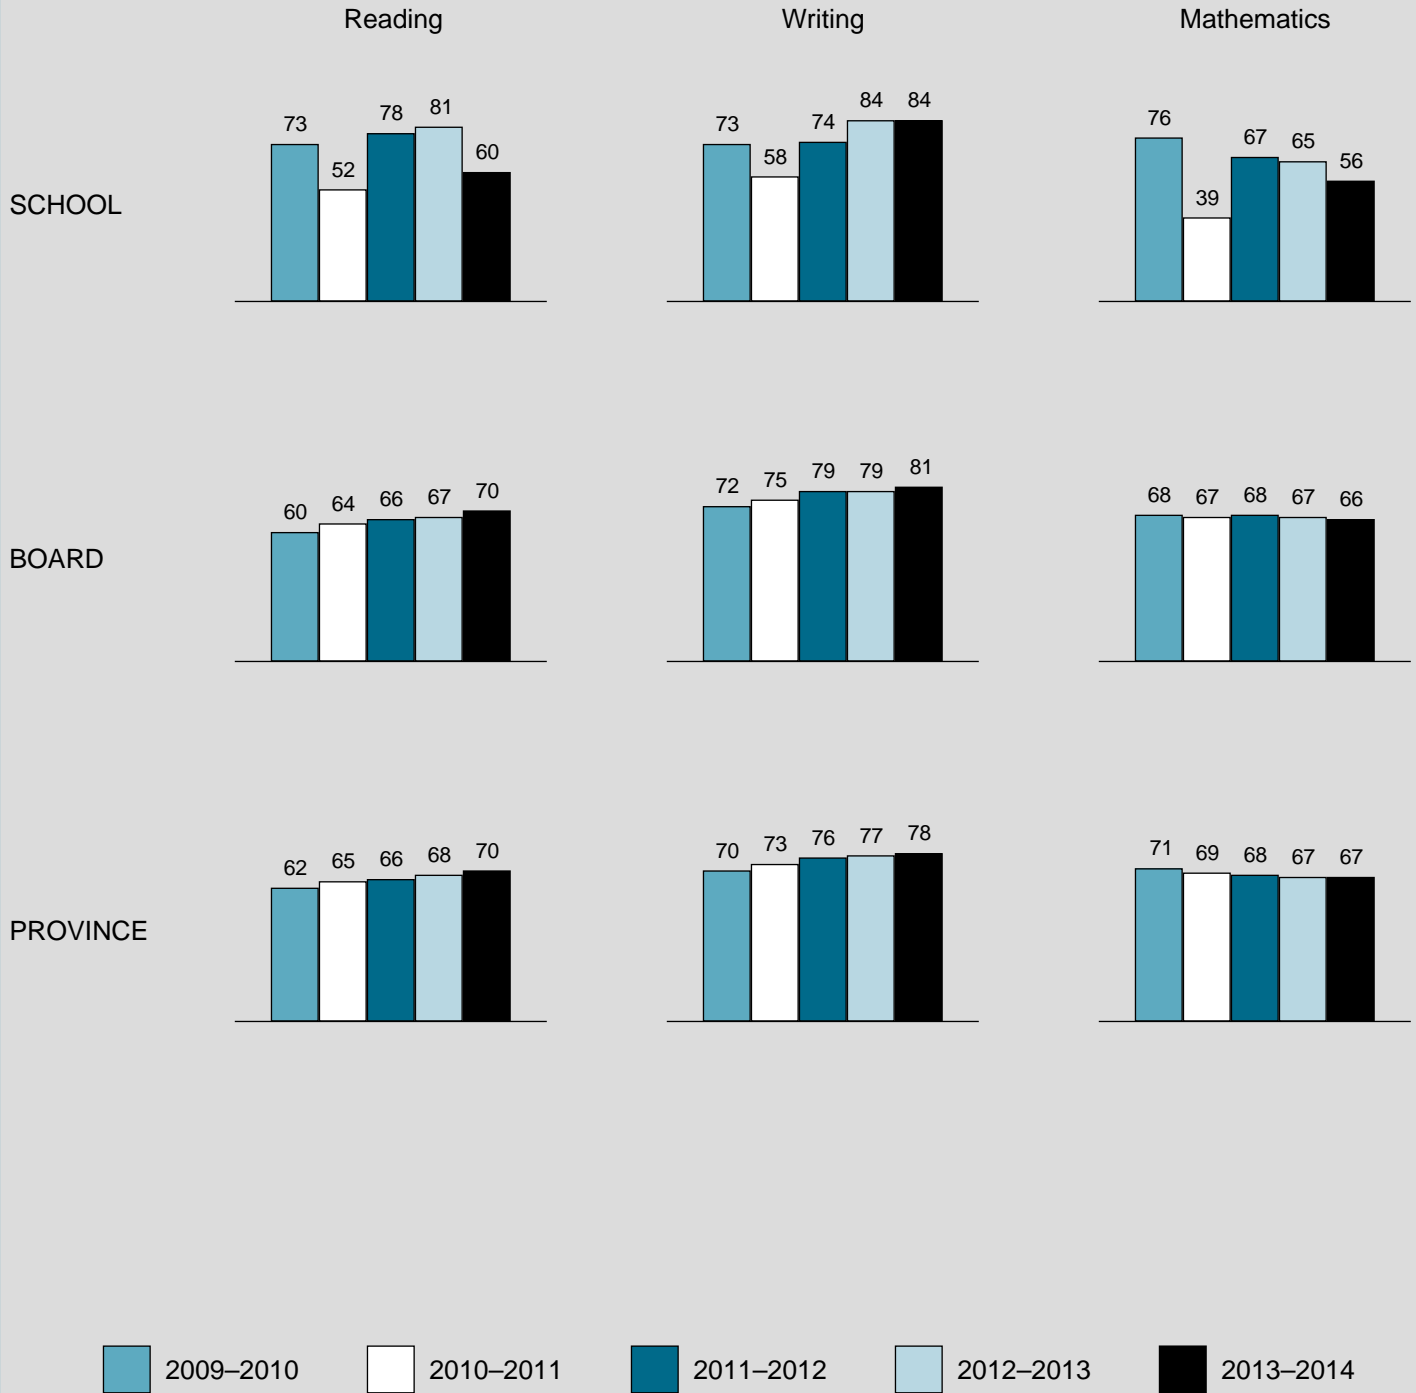 Reading Writing Mathematics
SCHOOL
73 52 78 81 60
73 58 74 84 84
76 39 67 65 56
BOARD
60 64 66 67 70
72 75 79 79 81
68 67 68 67 66
PROVINCE
62 65 66 68 70
70 73 76 77 78
71 69 68 67 67
2009–2010 2010–2011 2011–2012 2012–2013 2013–2014